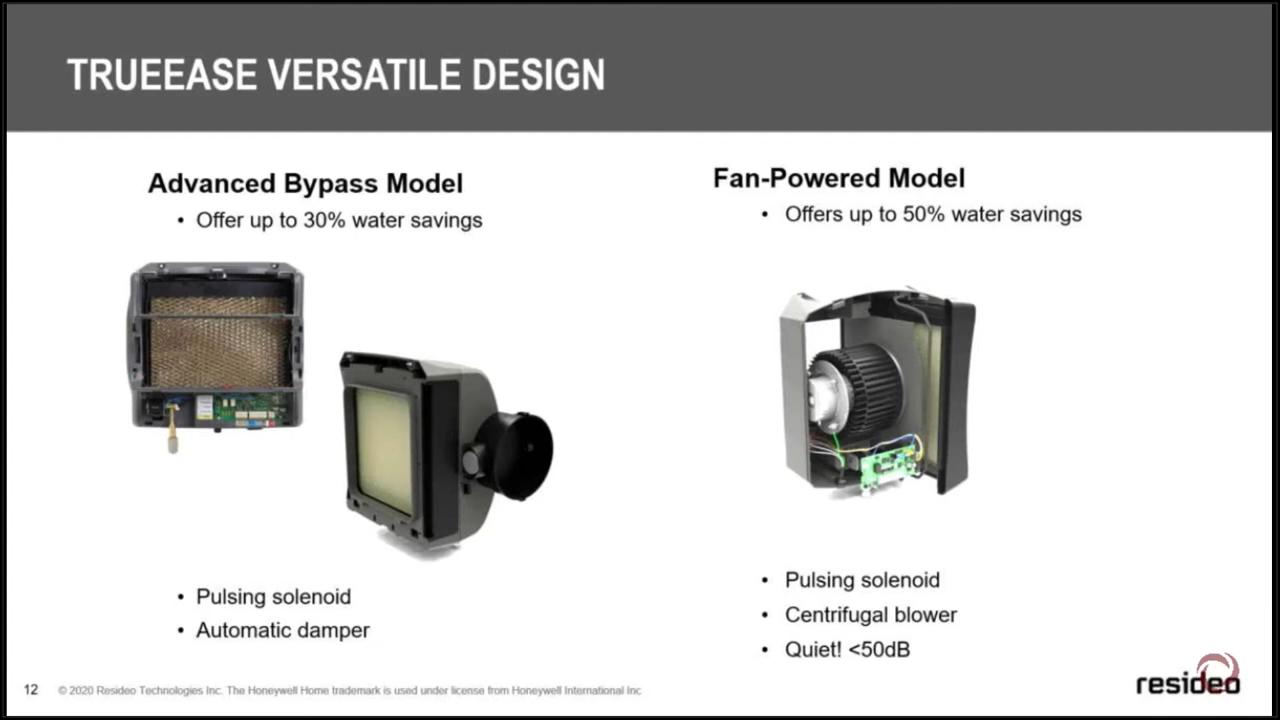 TRUEEASE VERSATILE DESIGN
Advanced Bypass Model
• Offer up to 30% water savings
Fan-Powered Model
• Offers up to 50% water savings
• Pulsing solenoid
• Automatic damper
• Pulsing solenoid
• Centrifugal blower
• Quiet! <50dB
12 © 2020 Resideo Technologies Inc. The Honeywell Home trademark is used under license from Honeywell International Inc
resideo